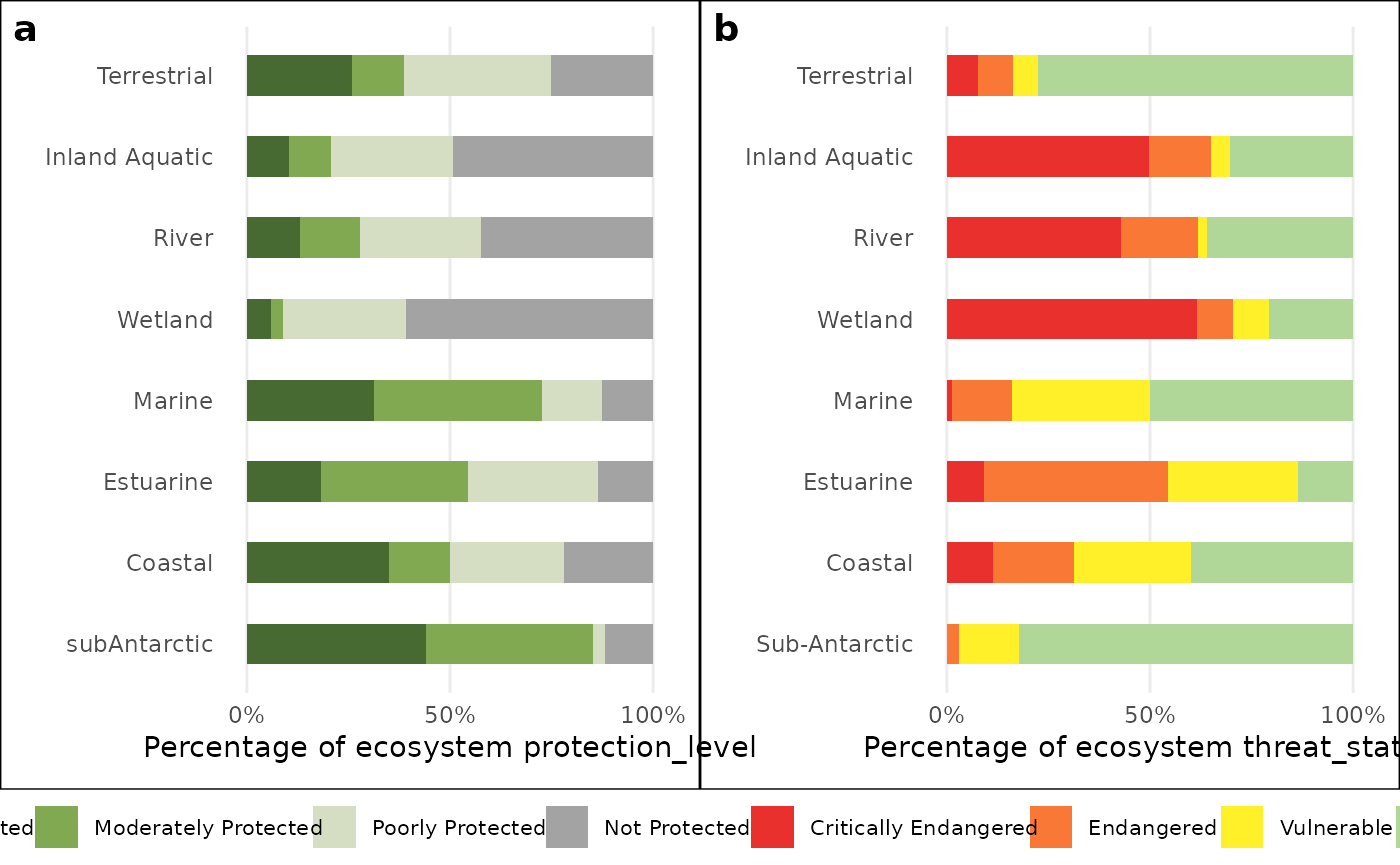 a
Terrestrial
Inland Aquatic
River
Wetland
Marine
Estuarine
Coastal
subAntarctic
0% 50% 100%
Percentage of ecosystem protection_level
b
Terrestrial
Inland Aquatic
River
Wetland
Marine
Estuarine
Coastal
Sub-Antarctic
0% 50% 100%
Percentage of ecosystem threat_stat
ted Moderately Protected Poorly Protected Not Protected Critically Endangered Endangered Vulnerable